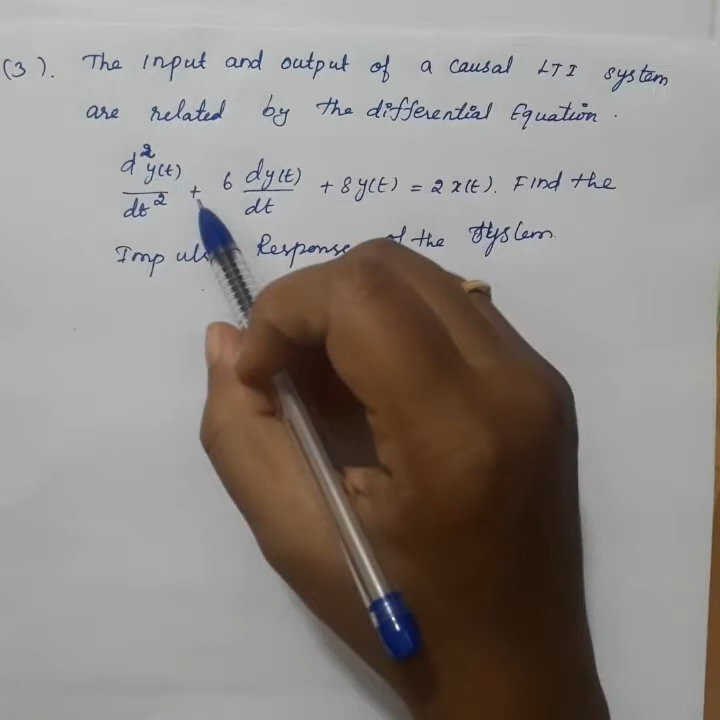 (3). The Input and output of a causal LTI system
are related by the differential Equation.
d²y(t)/dt² + 6 dy(t)/dt + 8y(t) = 2x(t). Find the
Response the System